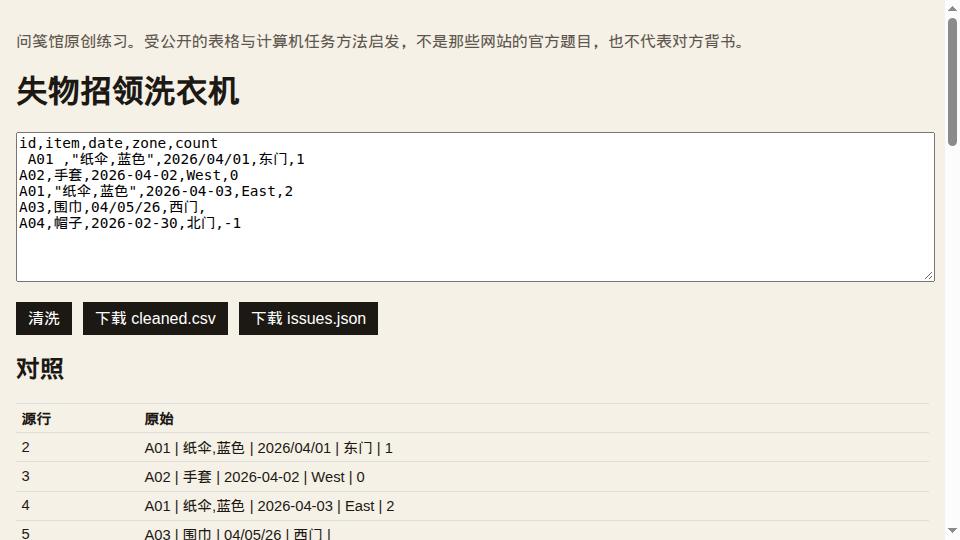 问笺馆原创练习。受公开的表格与计算机任务方法启发，不是那些网站的官方题目，也不代表对方背书。
失物招领洗衣机
id,item,date,zone,count
 A01 ,"纸伞,蓝色",2026/04/01,东门,1
A02,手套,2026-04-02,West,0
A01,"纸伞,蓝色",2026-04-03,East,2
A03,围巾,04/05/26,西门,
A04,帽子,2026-02-30,北门,-1
清洗 下载 cleaned.csv 下载 issues.json
对照
源行 原始
2 A01 | 纸伞,蓝色 | 2026/04/01 | 东门 | 1
3 A02 | 手套 | 2026-04-02 | West | 0
4 A01 | 纸伞,蓝色 | 2026-04-03 | East | 2
5 A03 | 围巾 | 04/05/26 | 西门 |